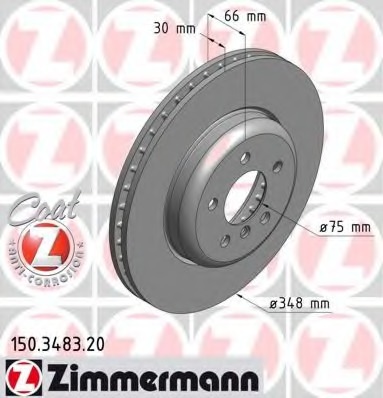 66 mm
30 mm
ø75 mm
ø348 mm
Coat
Z
ANTI-CORROSION
150.3483.20
Z Zimmermann